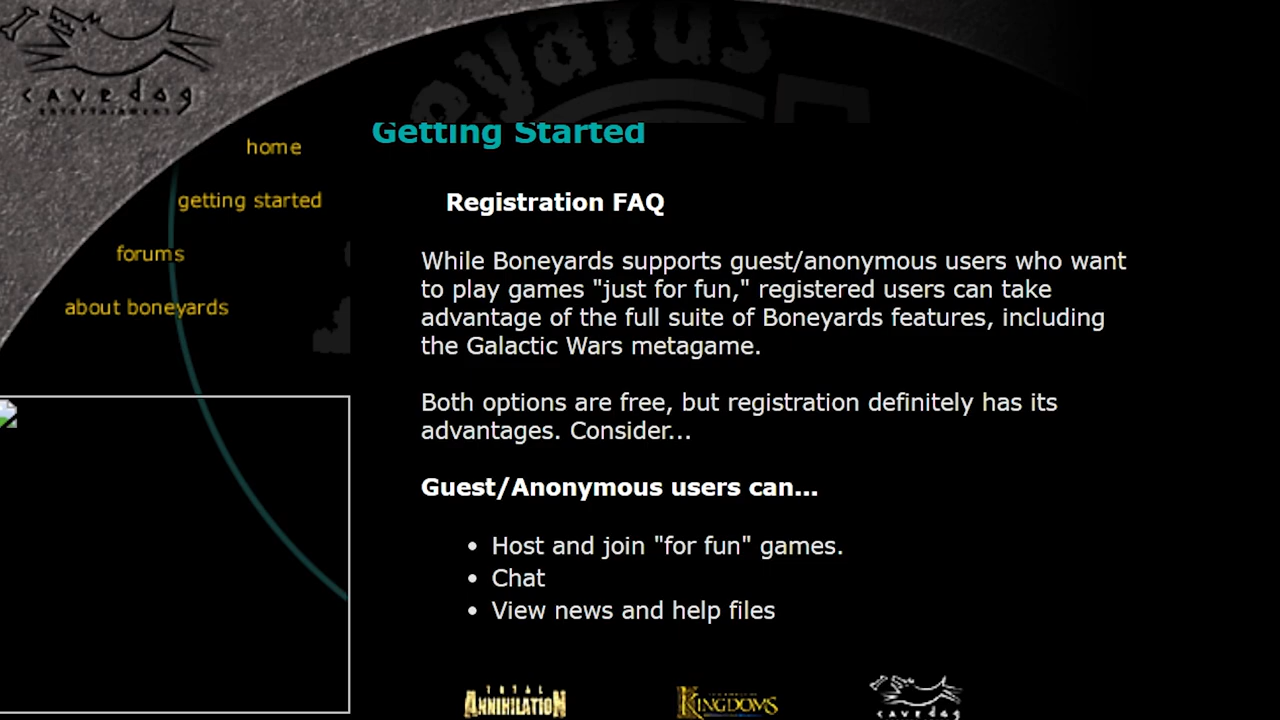 cavedog
ENTERTAINMENT
eyards
home
getting started
forums
about boneyards
Getting Started
Registration FAQ
While Boneyards supports guest/anonymous users who want
to play games "just for fun," registered users can take
advantage of the full suite of Boneyards features, including
the Galactic Wars metagame.
Both options are free, but registration definitely has its
advantages. Consider...
Guest/Anonymous users can...
• Host and join "for fun" games.
• Chat
• View news and help files
TOTAL
ANNIHILATION
KINGDOMS
cavedog